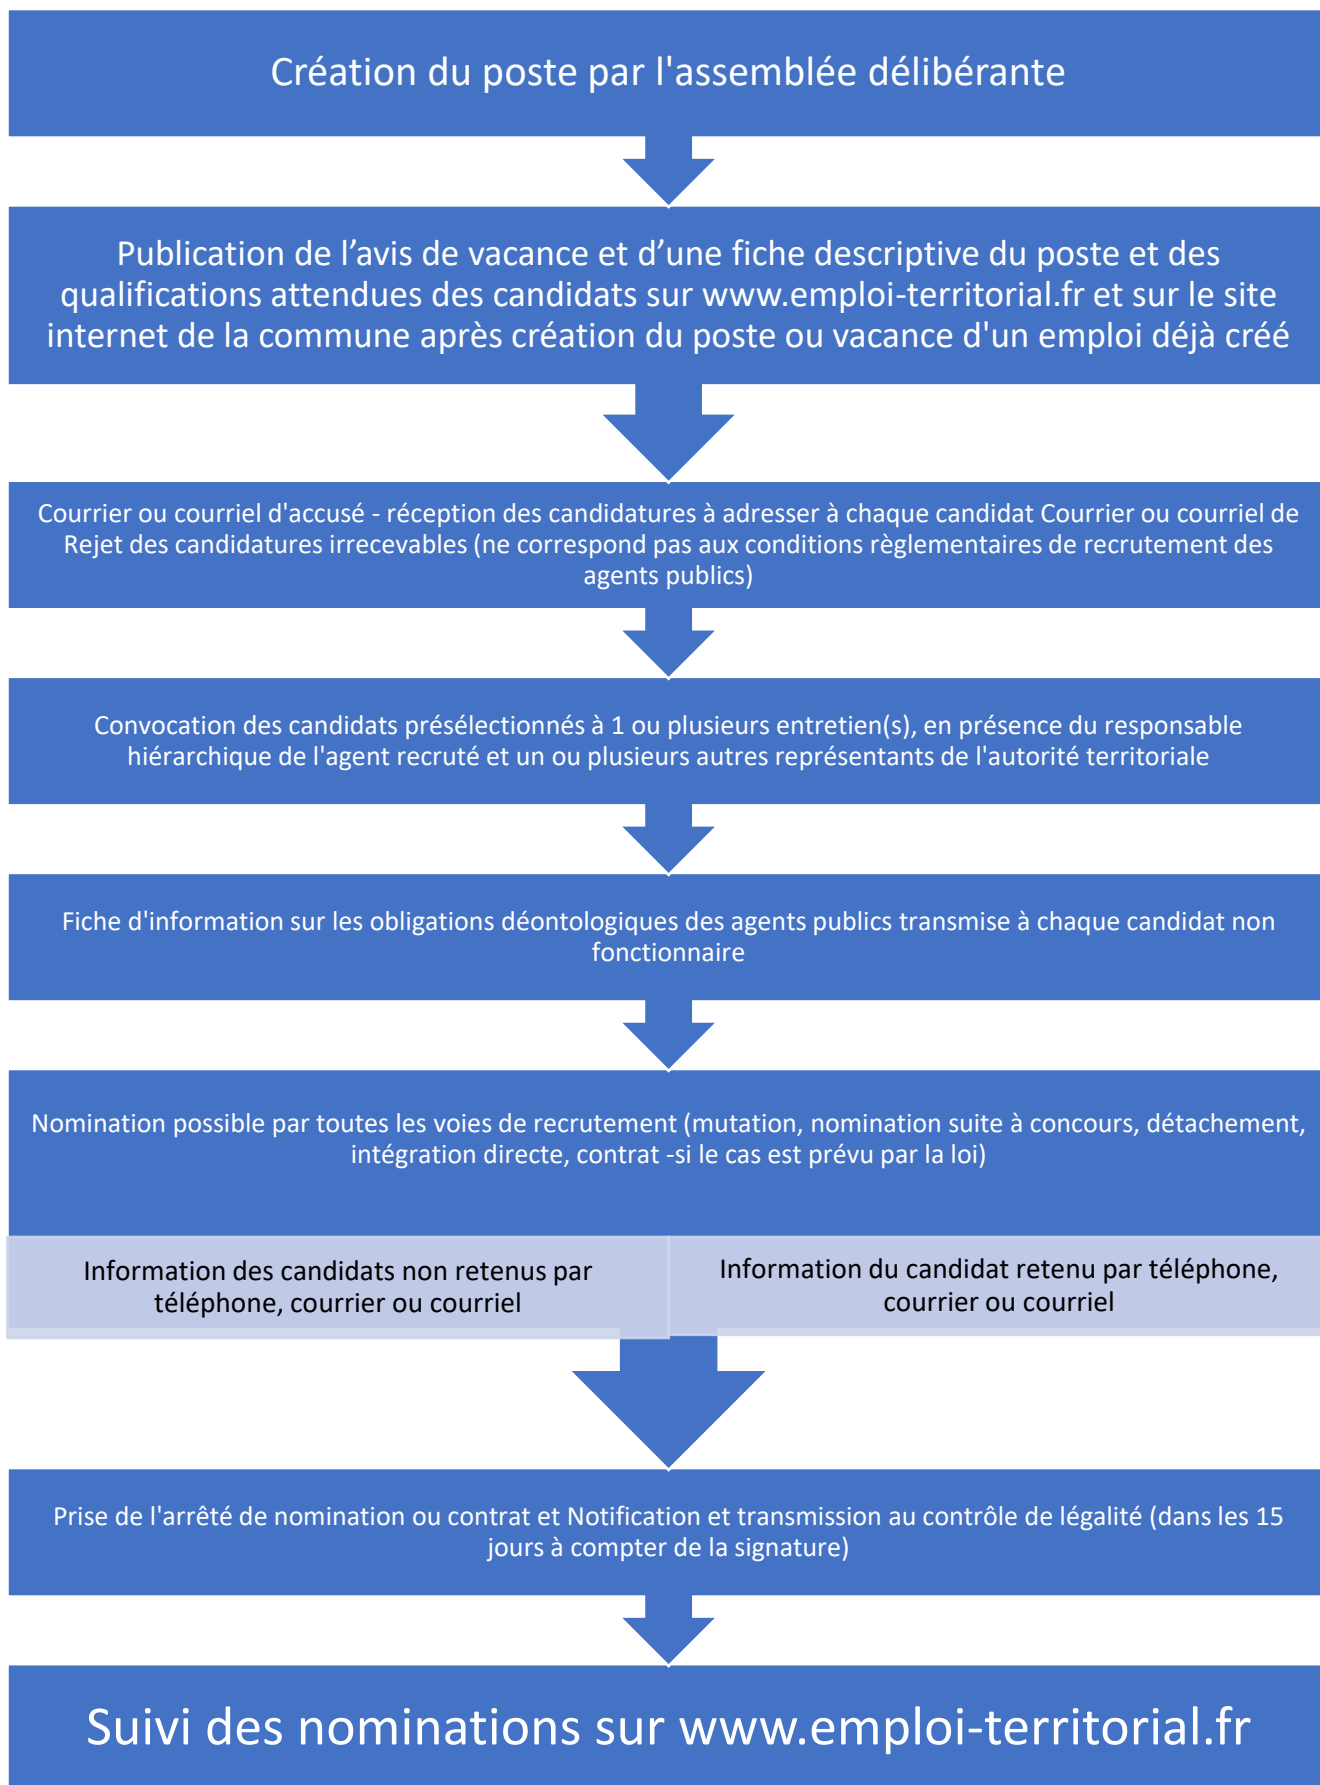 Création du poste par l'assemblée délibérante
Publication de l’avis de vacance et d’une fiche descriptive du poste et des
qualifications attendues des candidats sur www.emploi-territorial.fr et sur le site
internet de la commune après création du poste ou vacance d'un emploi déjà créé
Courrier ou courriel d'accusé - réception des candidatures à adresser à chaque candidat Courrier ou courriel de
Rejet des candidatures irrecevables (ne correspond pas aux conditions règlementaires de recrutement des
agents publics)
Convocation des candidats présélectionnés à 1 ou plusieurs entretien(s), en présence du responsable
hiérarchique de l'agent recruté et un ou plusieurs autres représentants de l'autorité territoriale
Fiche d'information sur les obligations déontologiques des agents publics transmise à chaque candidat non
fonctionnaire
Nomination possible par toutes les voies de recrutement (mutation, nomination suite à concours, détachement,
intégration directe, contrat -si le cas est prévu par la loi)
Information des candidats non retenus par
téléphone, courrier ou courriel
Information du candidat retenu par téléphone,
courrier ou courriel
Prise de l'arrêté de nomination ou contrat et Notification et transmission au contrôle de légalité (dans les 15
jours à compter de la signature)
Suivi des nominations sur www.emploi-territorial.fr